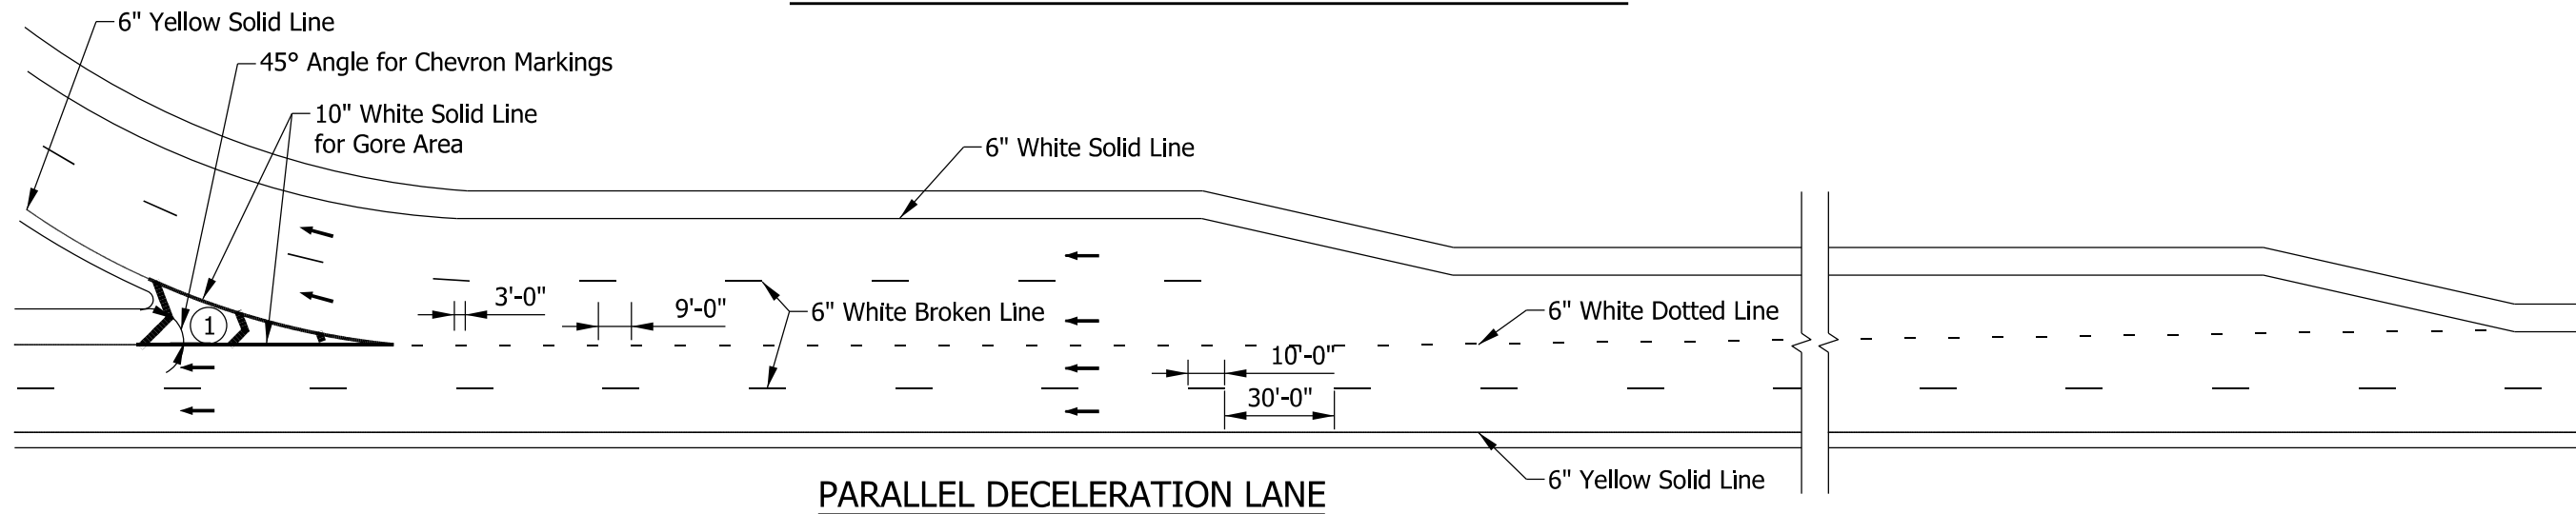 6" Yellow Solid Line
45° Angle for Chevron Markings
10" White Solid Line
for Gore Area
6" White Solid Line
3'-0"
9'-0"
6" White Broken Line
6" White Dotted Line
1
10'-0"
30'-0"
6" Yellow Solid Line
PARALLEL DECELERATION LANE